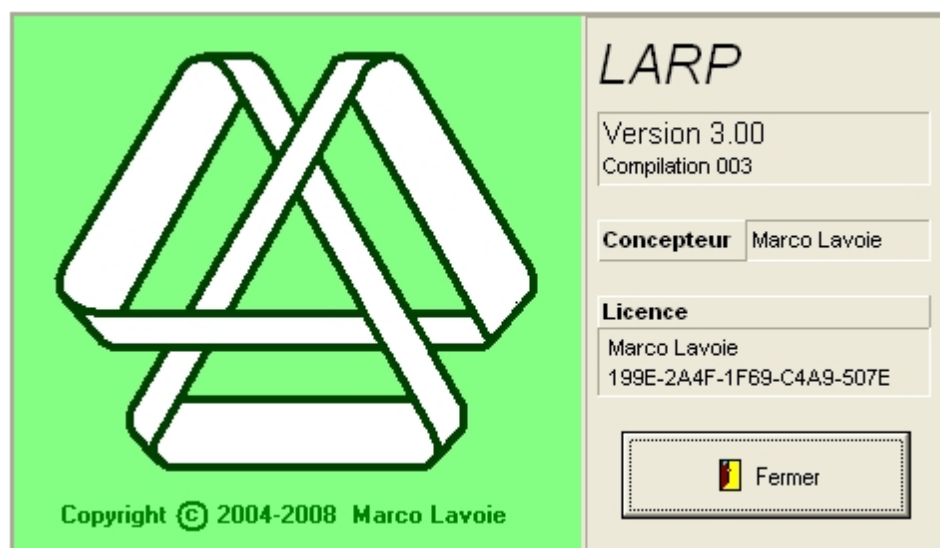 LARP
Version 3.00
Compilation 003
Concepteur Marco Lavoie
Licence
Marco Lavoie
199E-2A4F-1F69-C4A9-507E
Fermer
Copyright © 2004-2008 Marco Lavoie